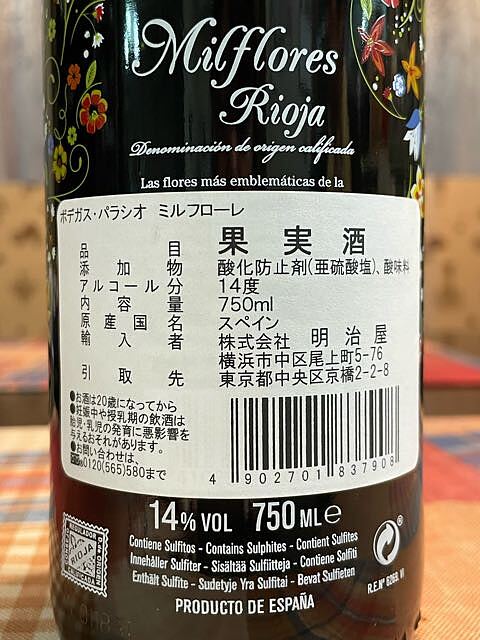 Milflores
Rioja
Denominación de origen calificada
Las flores más emblemáticas de la
ボデガス・パラシオ ミルフローレ
品目 果実酒
添加物 酸化防止剤(亜硫酸塩)、酸味料
アルコール分 14度
内容量 750ml
原産国名 スペイン
輸入者 株式会社 明治屋
横浜市中区尾上町5-76
引取先 東京都中央区京橋2-2-8
●お酒は20歳になってから
●妊娠中や授乳期の飲酒は
胎児・乳児の発育に悪影響を
与えるおそれがあります。
●お問い合わせは、
0120(565)580まで
4 902701 837908
14% VOL 750 ML e
Contiene Sulfitos - Contains Sulphites - Contient Sulfites
Innehåller Sulfiter - Sisältää Sulfiitteja - Contiene Solfiti
Enthält Sulfite - Sudėtyje Yra Sulfitai - Bevat Sulfieten
PRODUCTO DE ESPAÑA
R.E. Nº 6269. VI
RIOJA